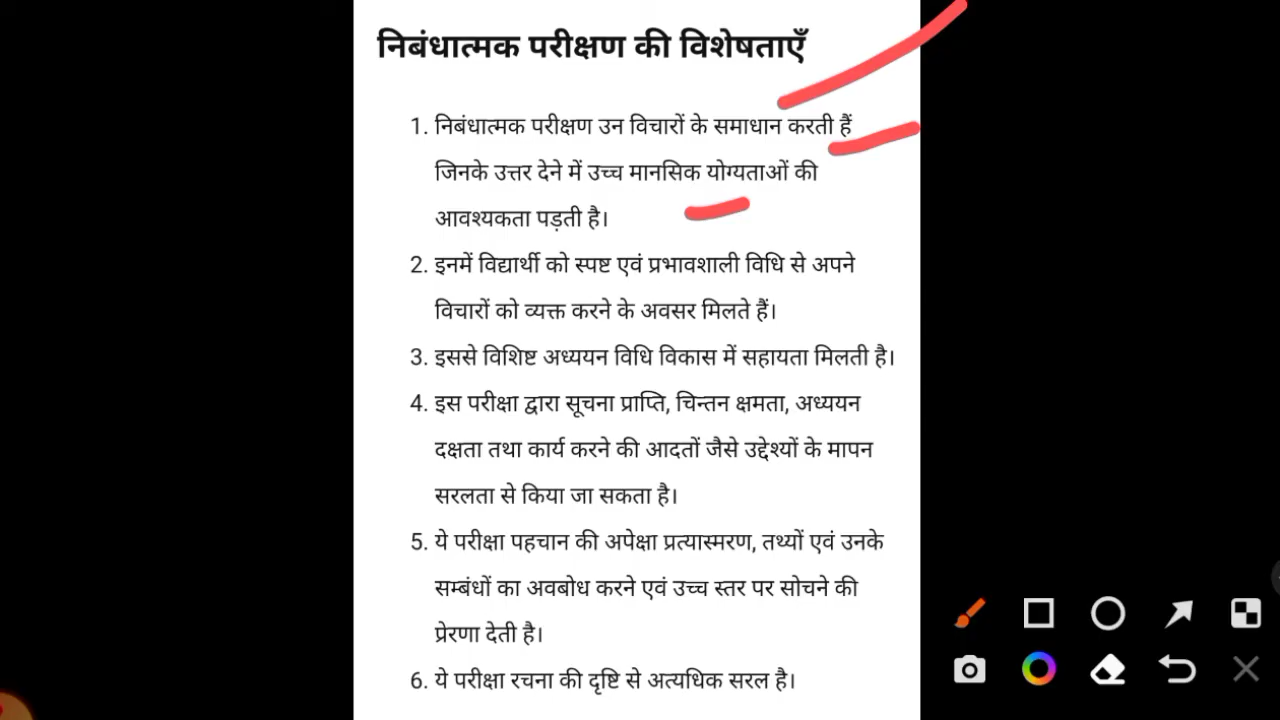 निबंधात्मक परीक्षण की विशेषताएँ
1. निबंधात्मक परीक्षण उन विचारों के समाधान करती हैं
जिनके उत्तर देने में उच्च मानसिक योग्यताओं की
आवश्यकता पड़ती है।
2. इनमें विद्यार्थी को स्पष्ट एवं प्रभावशाली विधि से अपने
विचारों को व्यक्त करने के अवसर मिलते हैं।
3. इससे विशिष्ट अध्ययन विधि विकास में सहायता मिलती है।
4. इस परीक्षा द्वारा सूचना प्राप्ति, चिन्तन क्षमता, अध्ययन
दक्षता तथा कार्य करने की आदतों जैसे उद्देश्यों के मापन
सरलता से किया जा सकता है।
5. ये परीक्षा पहचान की अपेक्षा प्रत्यास्मरण, तथ्यों एवं उनके
सम्बंधों का अवबोध करने एवं उच्च स्तर पर सोचने की
प्रेरणा देती है।
6. ये परीक्षा रचना की दृष्टि से अत्यधिक सरल है।